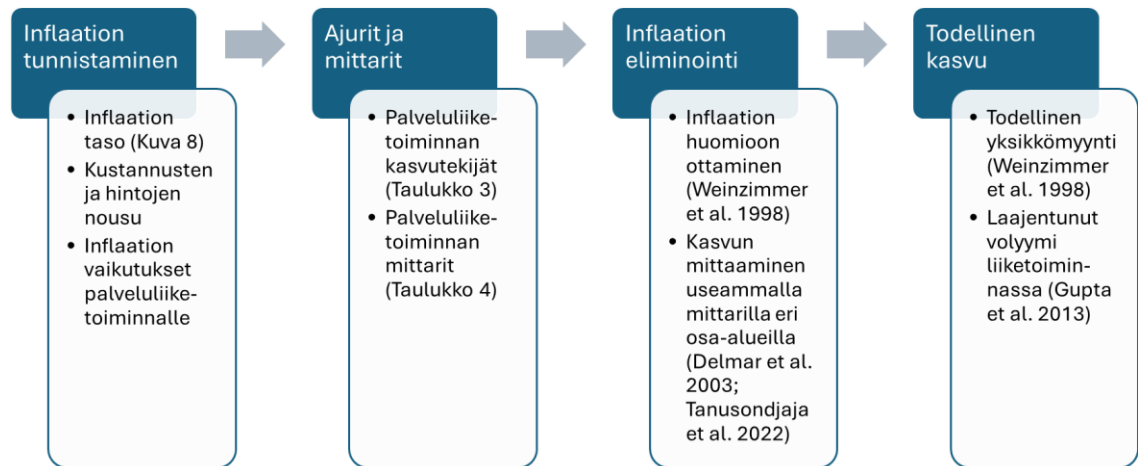 Inflaation
tunnistaminen
• Inflaation
taso (Kuva 8)
• Kustannusten
ja hintojen
nousu
• Inflaation
vaikutukset
palveluliike-
toiminnalle
Ajurit ja
mittarit
• Palveluliike-
toiminnan
kasvutekijät
(Taulukko 3)
• Palveluliike-
toiminnan
mittarit
(Taulukko 4)
Inflaation
eliminointi
• Inflaation
huomioon
ottaminen
(Weinzimmer
et al. 1998)
• Kasvun
mittaaminen
useammalla
mittarilla eri
osa-alueilla
(Delmar et al.
2003;
Tanusondjaja
et al. 2022)
Todellinen
kasvu
• Todellinen
yksikkömyynti
(Weinzimmer
et al. 1998)
• Laajentunut
volyymi
liiketoimin-
nassa (Gupta
et al. 2013)